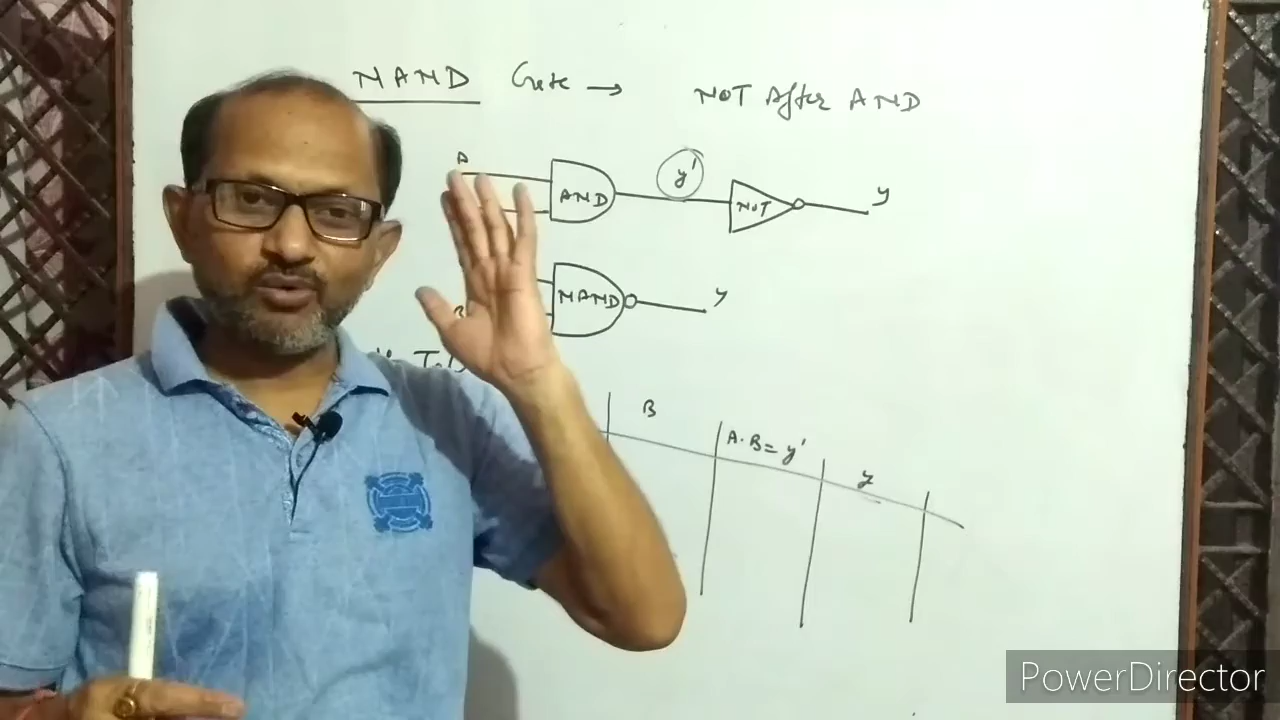 NAND Gate → NOT After AND
A
AND
y'
NOT
y
NAND
y
B
B
A.B = y'
y
PowerDirector